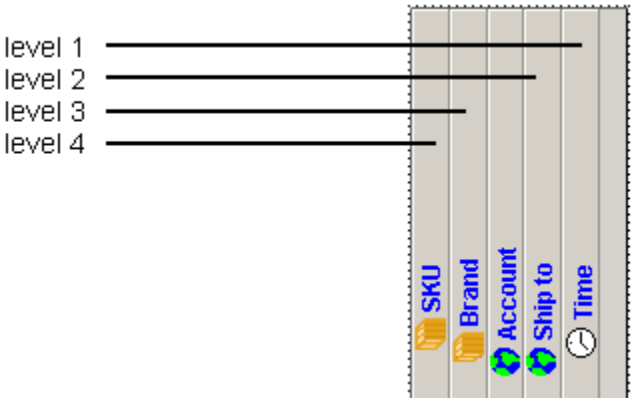 level 1
level 2
level 3
level 4
SKU
Brand
Account
Ship to
Time